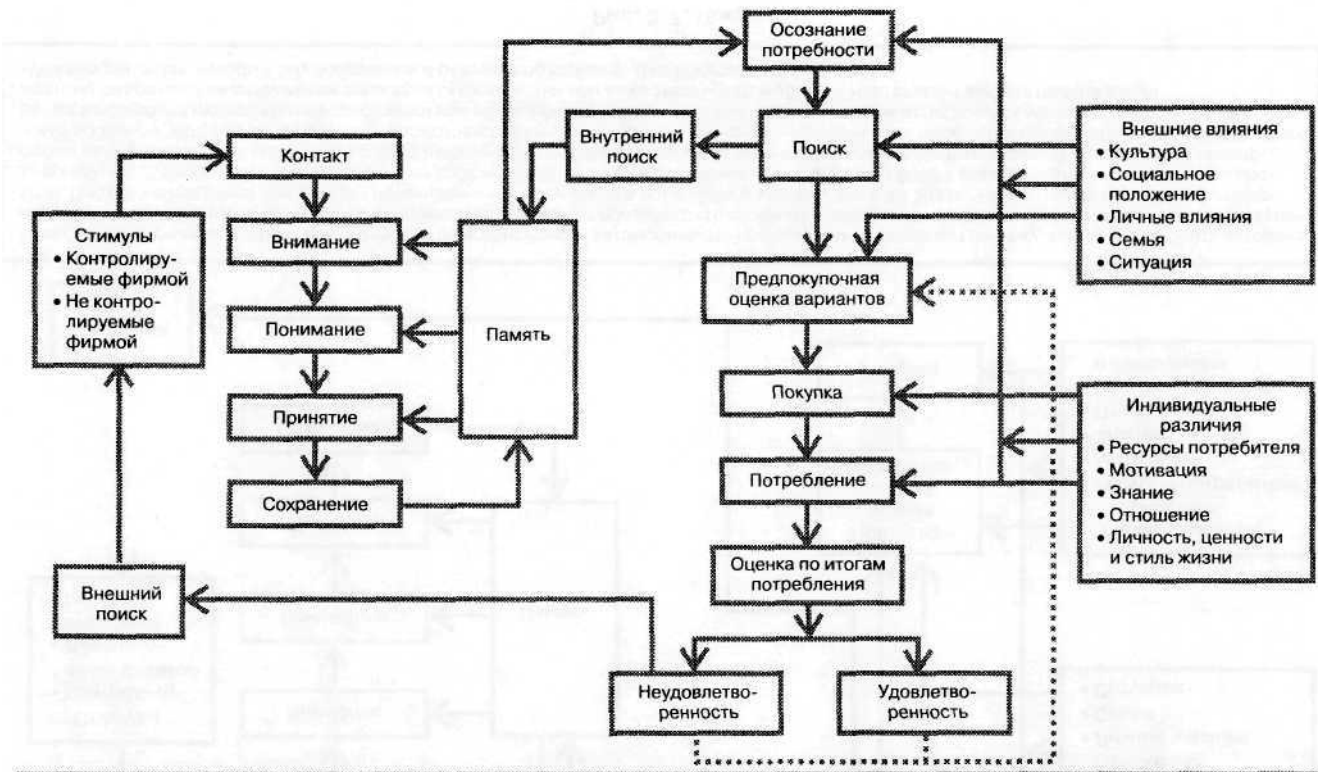 Осознание
потребности
Внутренний
поиск
Поиск
Контакт
Внешние влияния
• Культура
• Социальное
положение
• Личные влияния
• Семья
• Ситуация
Стимулы
• Контролиру-
емые фирмой
• Не контро-
лируемые
фирмой
Внимание
Понимание
Принятие
Сохранение
Память
Предпокупочная
оценка вариантов
Покупка
Потребление
Оценка по итогам
потребления
Индивидуальные
различия
• Ресурсы потребителя
• Мотивация
• Знание
• Отношение
• Личность, ценности
и стиль жизни
Внешний
поиск
Неудовлетво-
ренность
Удовлетво-
ренность